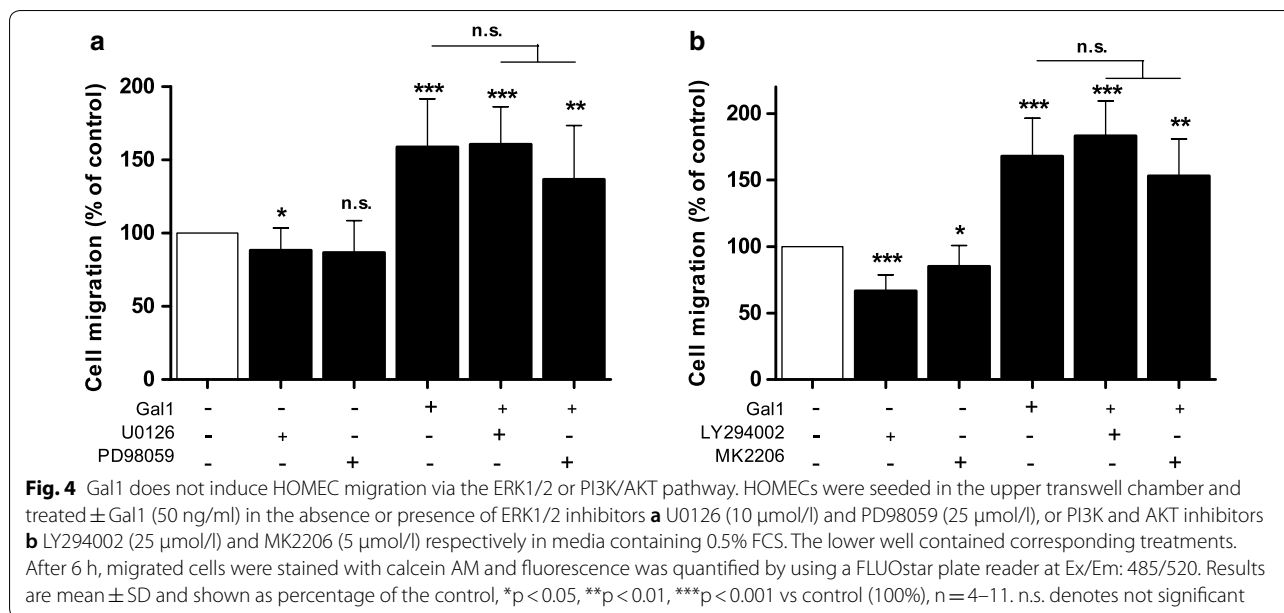 a
n.s.
Cell migration (% of control)
200
150
100
50
0
*
n.s.
***
***
**
Gal1 - - - + + +
U0126 - + - - + -
PD98059 - - + - - +
b
n.s.
Cell migration (% of control)
200
150
100
50
0
***
*
***
***
**
Gal1 - - - + + +
LY294002 - + - - + -
MK2206 - - + - - +
Fig. 4 Gal1 does not induce HOMEC migration via the ERK1/2 or PI3K/AKT pathway. HOMECs were seeded in the upper transwell chamber and
treated ± Gal1 (50 ng/ml) in the absence or presence of ERK1/2 inhibitors a U0126 (10 μmol/l) and PD98059 (25 μmol/l), or PI3K and AKT inhibitors
b LY294002 (25 μmol/l) and MK2206 (5 μmol/l) respectively in media containing 0.5% FCS. The lower well contained corresponding treatments.
After 6 h, migrated cells were stained with calcein AM and fluorescence was quantified by using a FLUOstar plate reader at Ex/Em: 485/520. Results
are mean ± SD and shown as percentage of the control, *p < 0.05, **p < 0.01, ***p < 0.001 vs control (100%), n = 4–11. n.s. denotes not significant